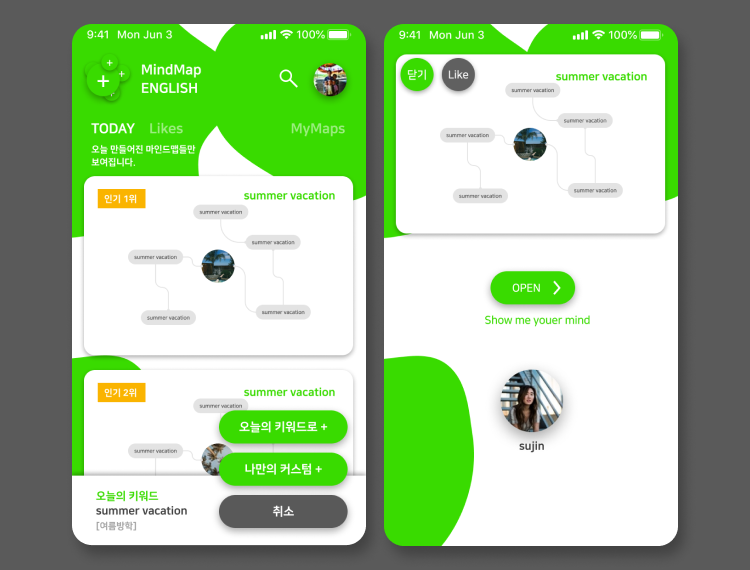 9:41 Mon Jun 3 100%
MindMap
ENGLISH
TODAY Likes MyMaps
오늘 만들어진 마인드맵들만
보여집니다.
인기 1위
summer vacation
summer vacation
summer vacation
summer vacation
summer vacation
summer vacation
인기 2위
summer vacation
summer vacation
summer vacation
오늘의 키워드로 +
나만의 커스텀 +
취소
오늘의 키워드
summer vacation
[여름방학]
9:41 Mon Jun 3 100%
닫기
Like
summer vacation
summer vacation
summer vacation
summer vacation
summer vacation
summer vacation
OPEN
Show me youer mind
sujin